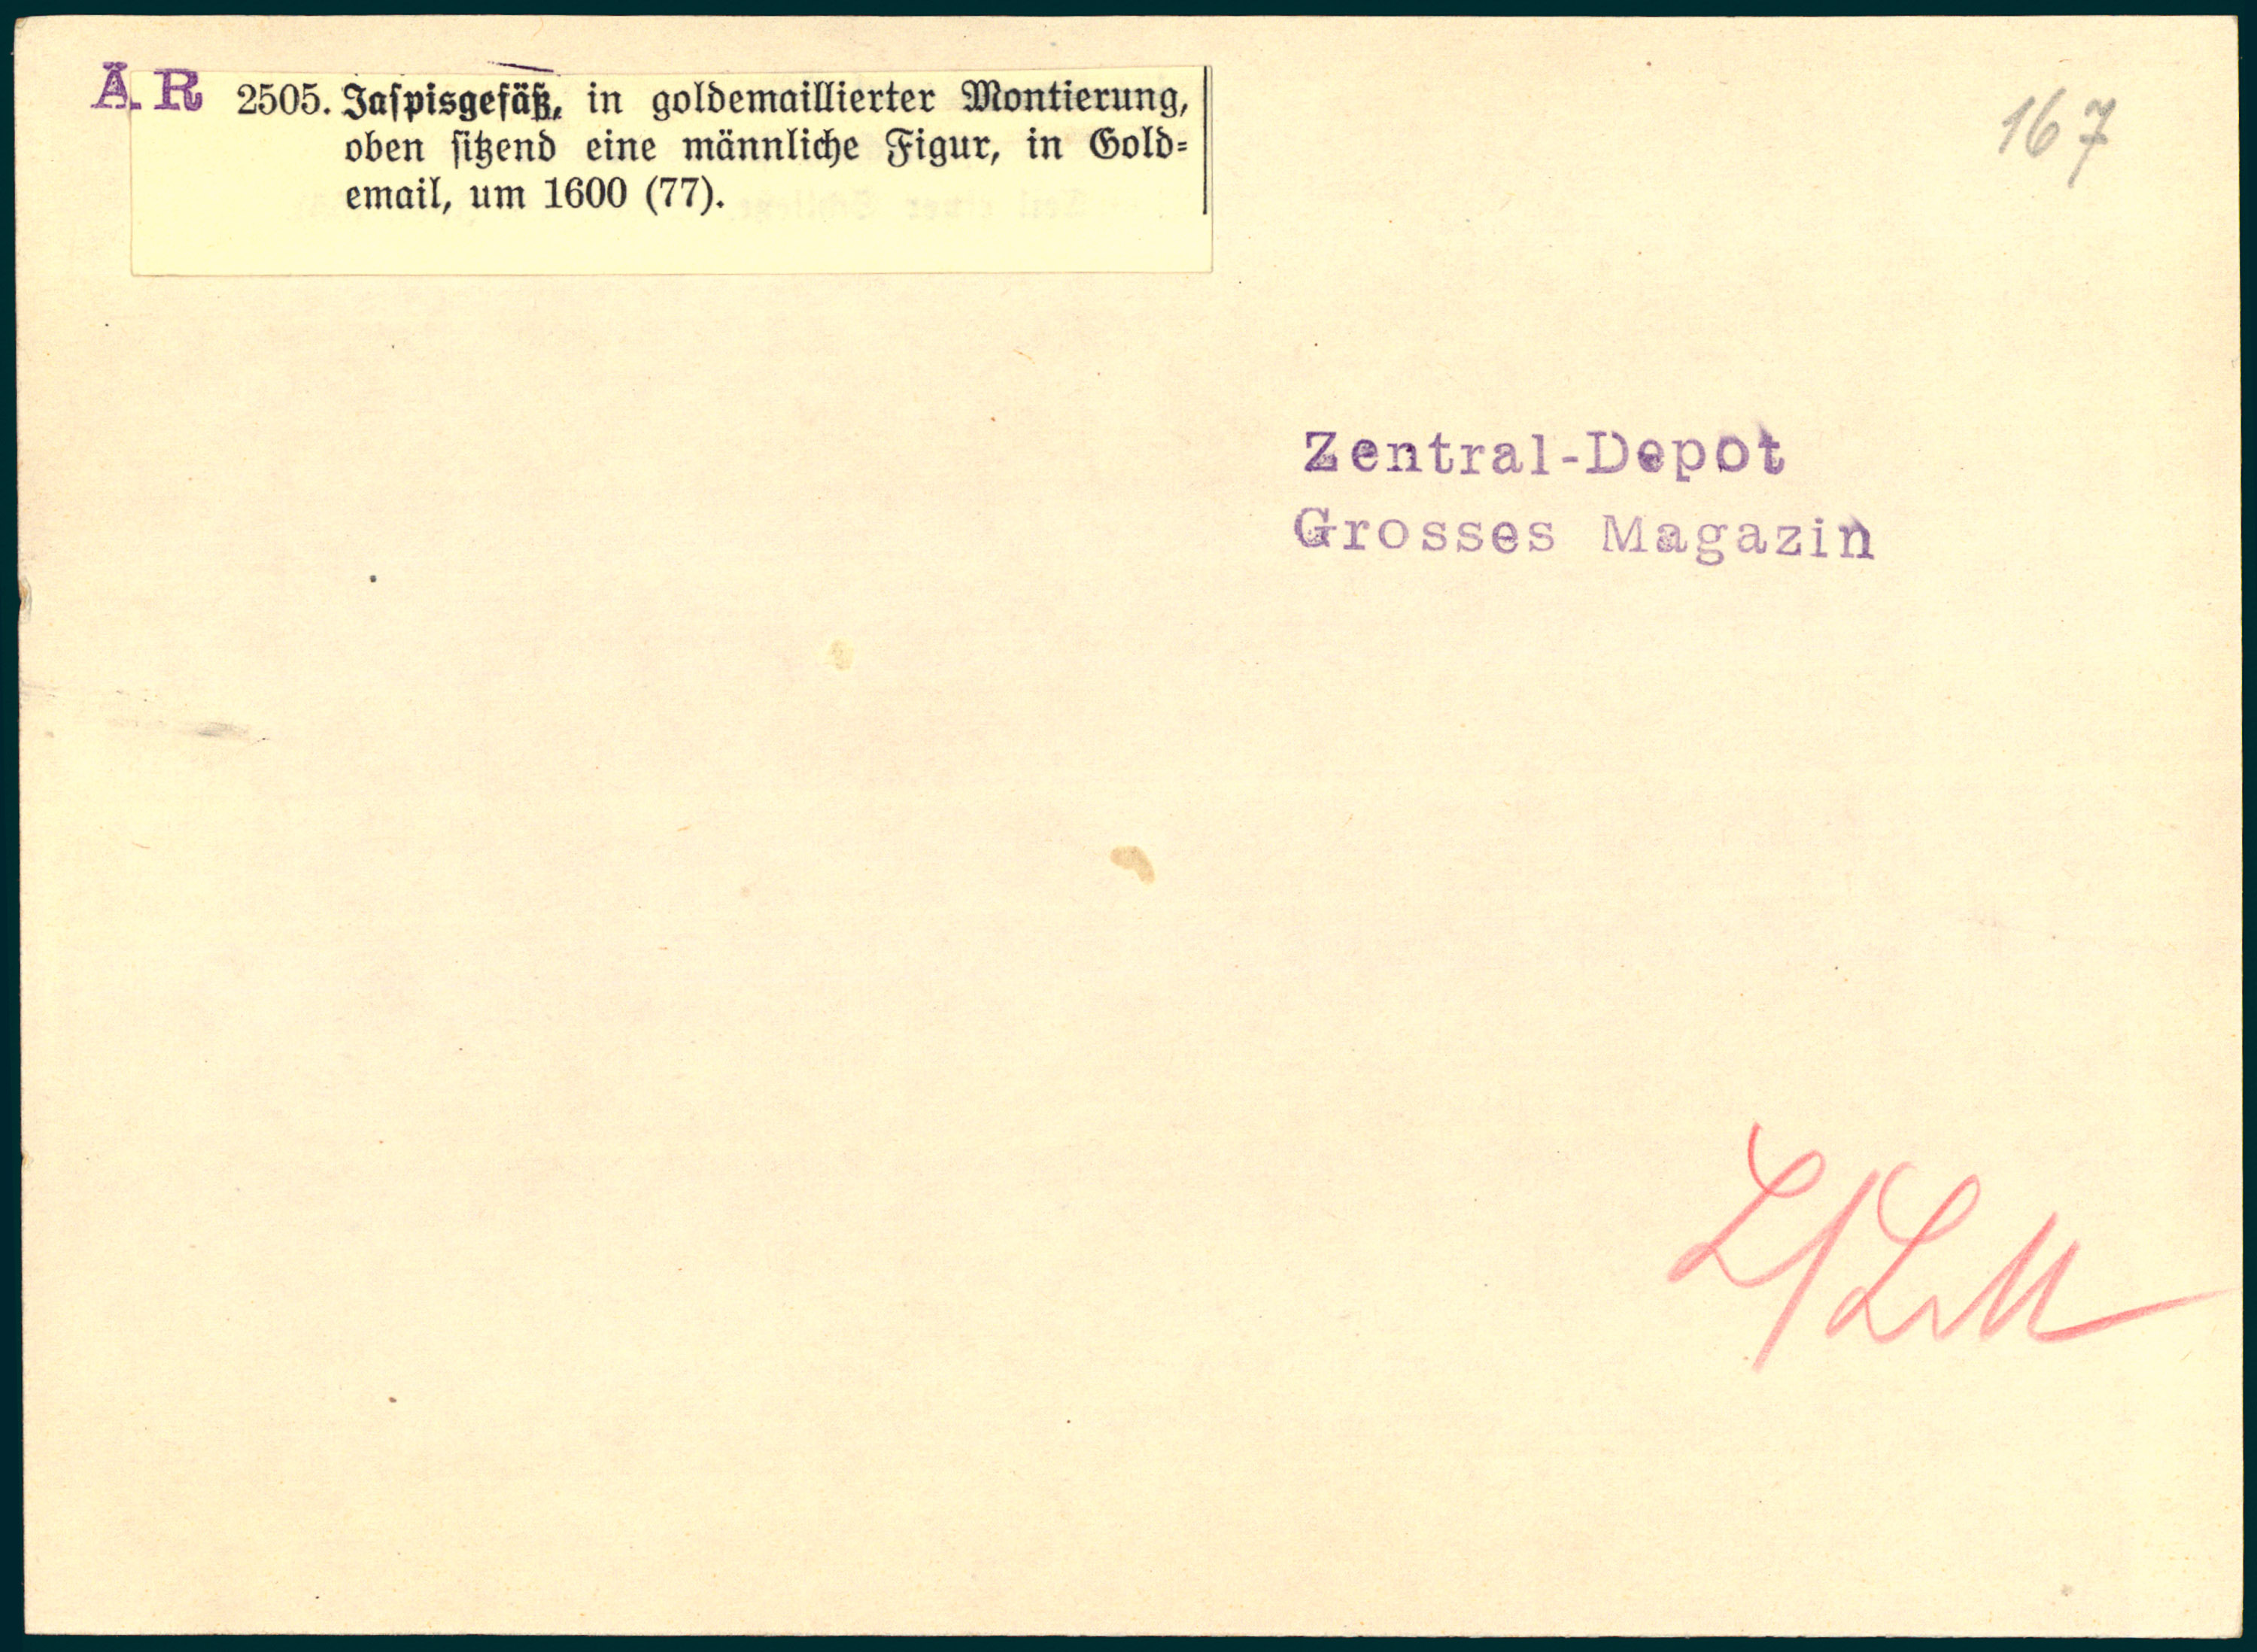 A.R 2505. Jaſpisgefäß, in goldemaillierter Montierung,
oben ſitzend eine männliche Figur, in Gold-
email, um 1600 (77).
167
Zentral-Depot
Grosses Magazin